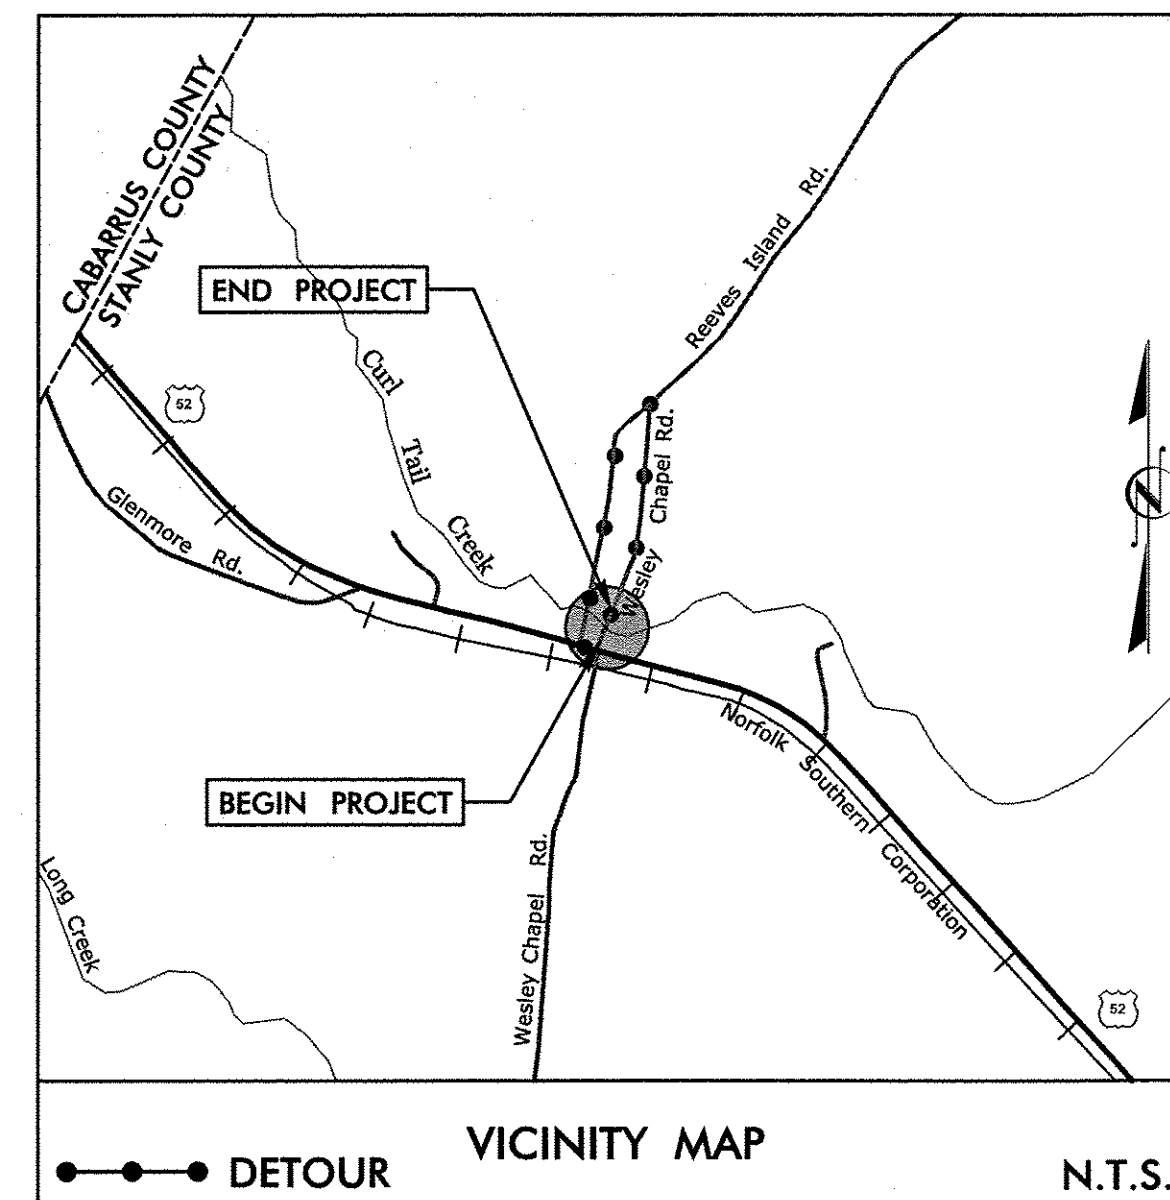 CABARRUS COUNTY
STANLY COUNTY
Reeves Island Rd.
END PROJECT
Curl Tail Creek
52
Glenmore Rd.
Wesley Chapel Rd.
N
Norfolk Southern Corporation
BEGIN PROJECT
Wesley Chapel Rd.
Long Creek
52
VICINITY MAP
DETOUR
N.T.S.